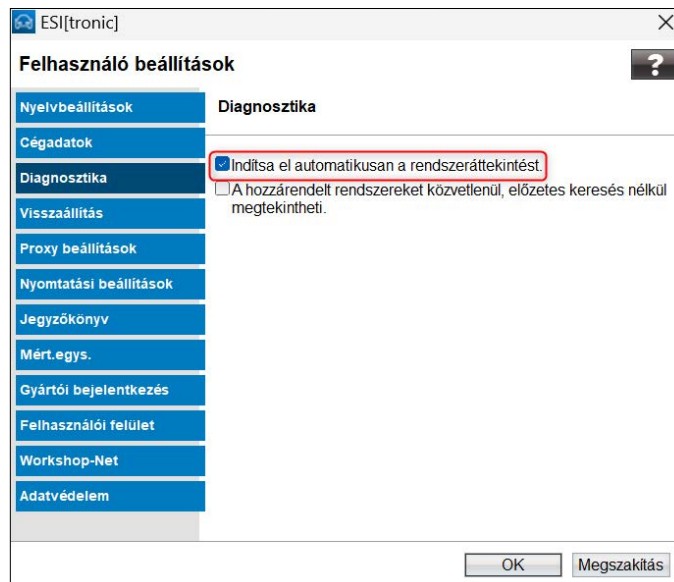 ESI[tronic]
Felhasználó beállítások
?
Nyelvbeállítások
Cégadatok
Diagnosztika
Visszaállítás
Proxy beállítások
Nyomtatási beállítások
Jegyzőkönyv
Mért.egys.
Gyártói bejelentkezés
Felhasználói felület
Workshop-Net
Adatvédelem
Diagnosztika
Indítsa el automatikusan a rendszeráttekintést.
A hozzárendelt rendszereket közvetlenül, előzetes keresés nélkül
megtekintheti.
OK
Megszakítás